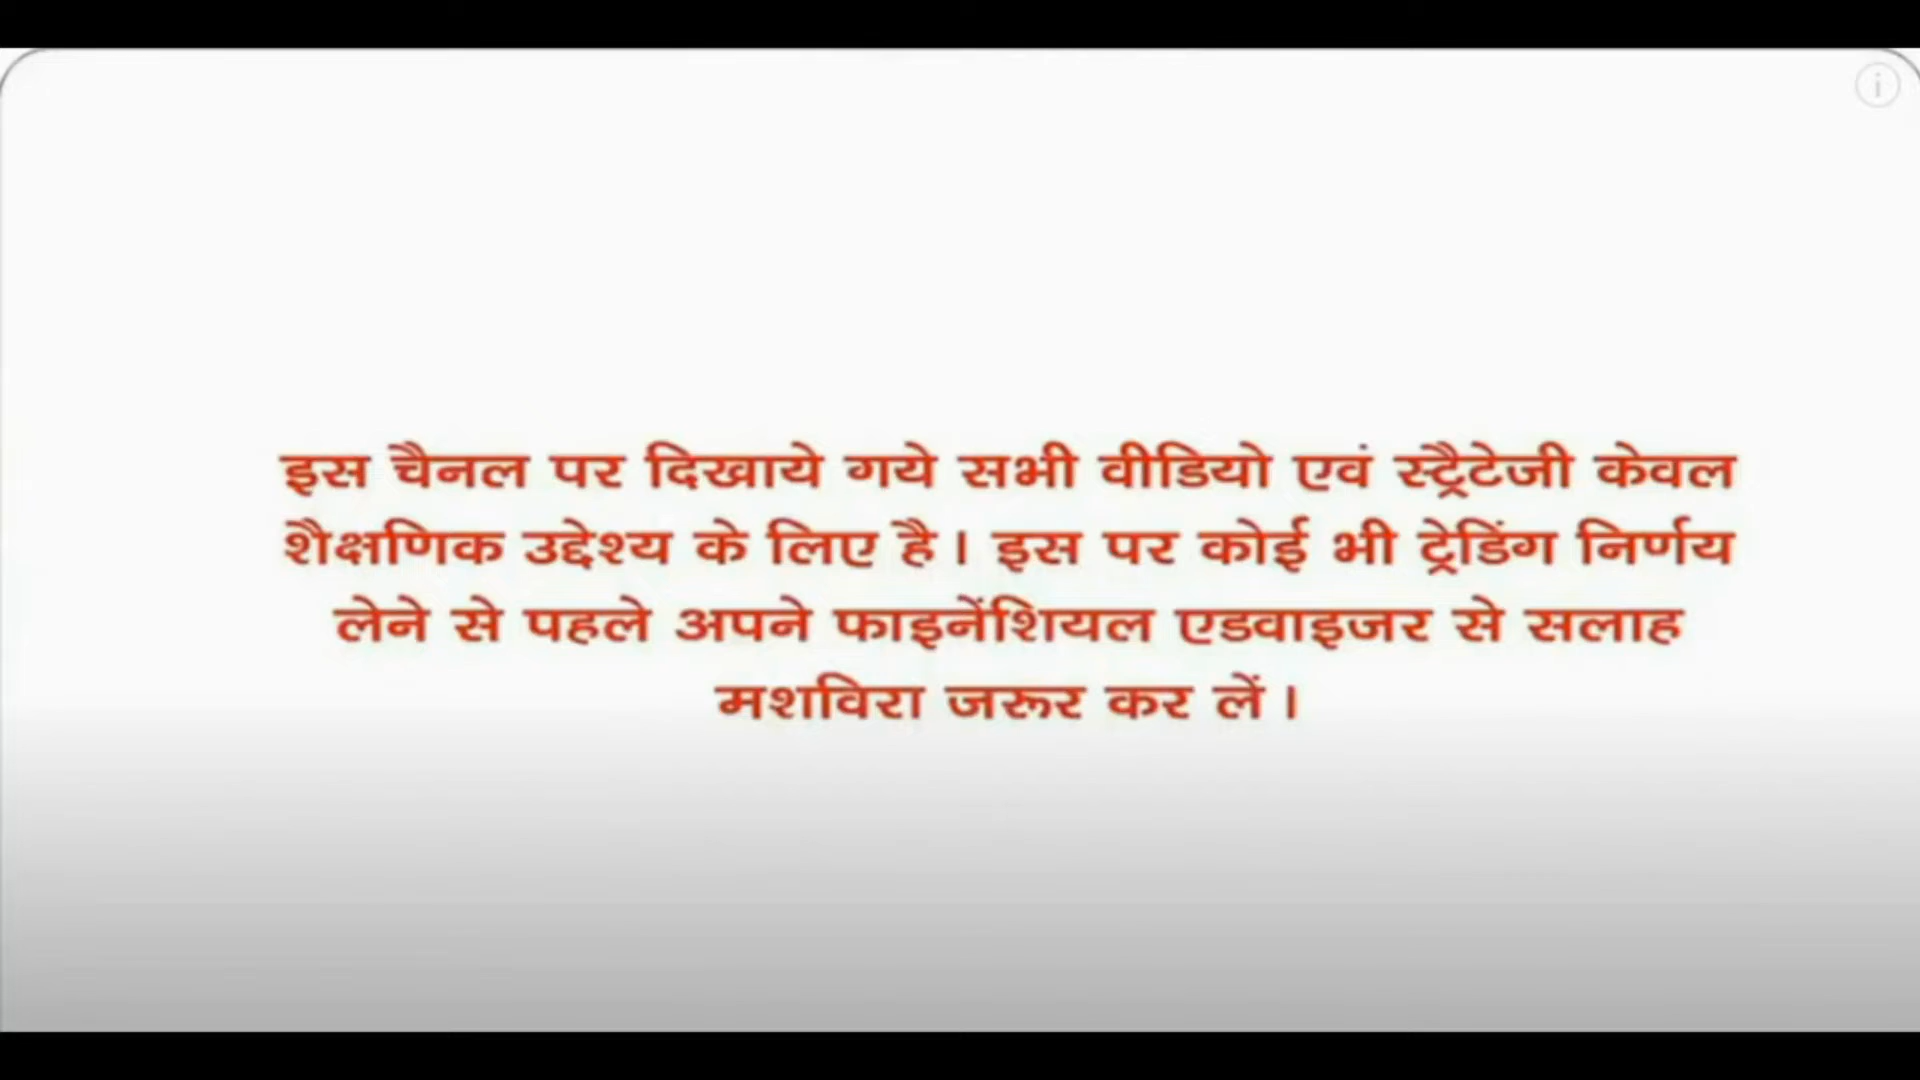 इस चैनल पर दिखाये गये सभी वीडियो एवं स्ट्रैटेजी केवल
शैक्षणिक उद्देश्य के लिए है। इस पर कोई भी ट्रेडिंग निर्णय
लेने से पहले अपने फाइनेंशियल एडवाइजर से सलाह
मशविरा जरूर कर लें।